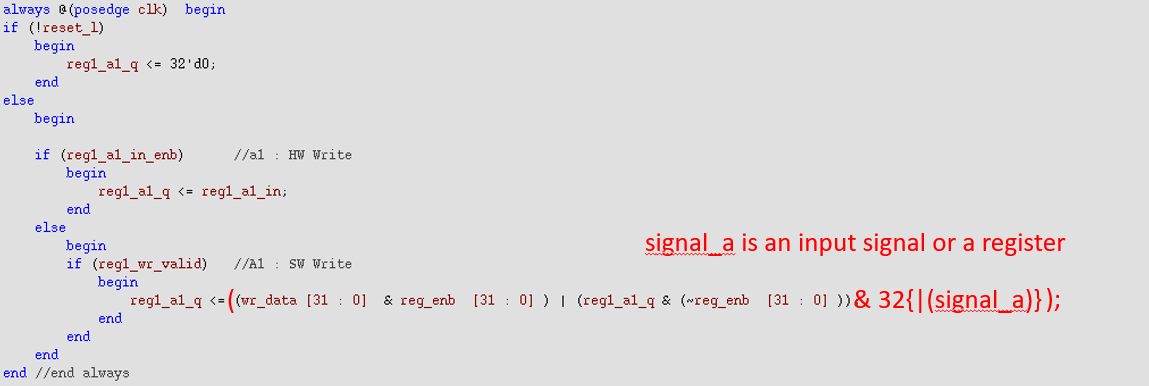 always @(posedge clk)  begin
if (!reset_l)
    begin
        reg1_a1_q <= 32'd0;
    end
else
    begin

    if (reg1_a1_in_enb)      //a1 : HW Write
        begin
            reg1_a1_q <= reg1_a1_in;
        end
    else
        begin
        if (reg1_wr_valid)   //A1 : SW Write
            begin
                reg1_a1_q <=((wr_data [31 : 0]  & reg_enb  [31 : 0] ) | (reg1_a1_q & (~reg_enb  [31 : 0] ))& 32{|(signal_a)});
            end
        end
    end
end //end always
signal_a is an input signal or a register